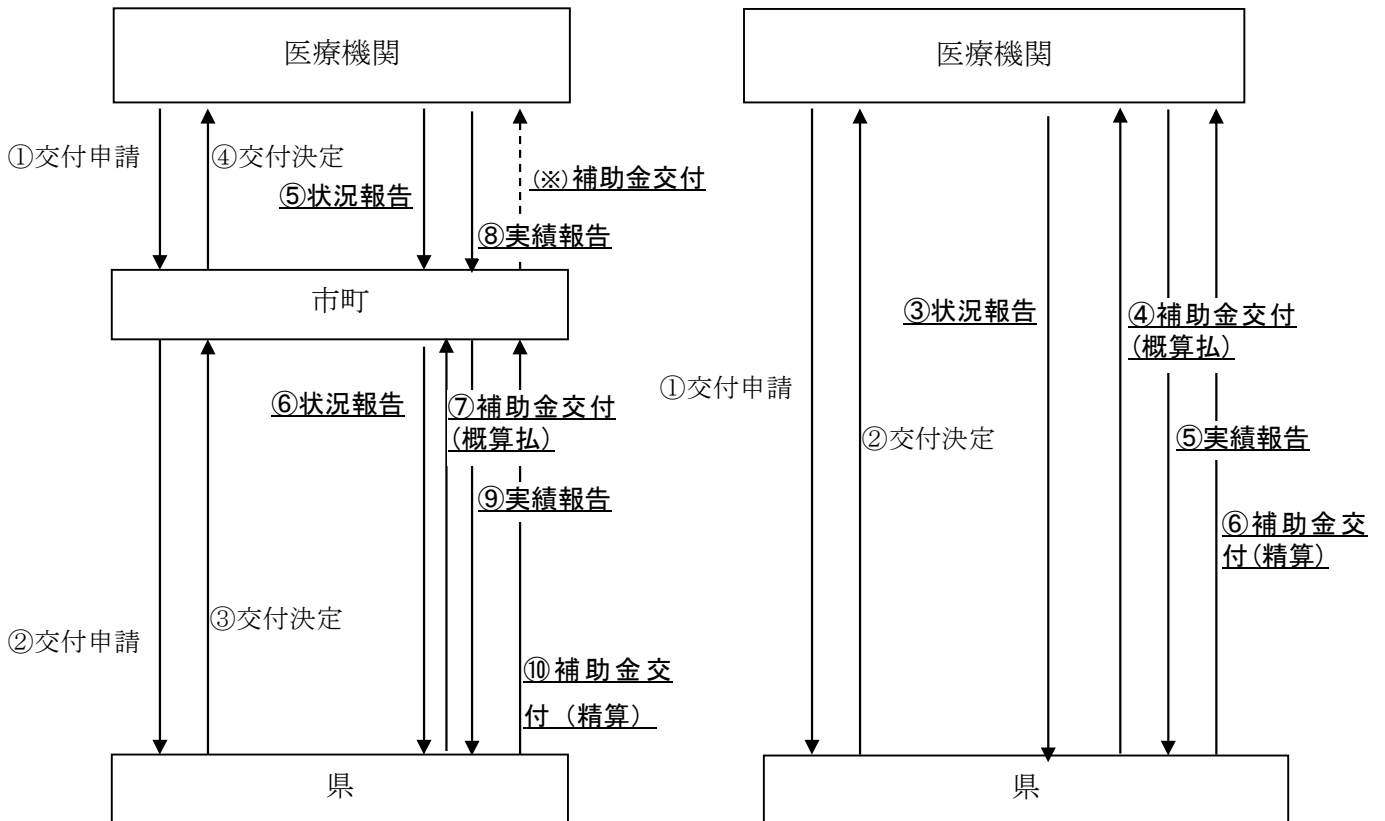 医療機関
①交付申請
④交付決定
⑤状況報告
(※)補助金交付
⑧実績報告
市町
⑥状況報告
⑦補助金交付
(概算払)
⑨実績報告
②交付申請
③交付決定
⑩補助金交
付（精算）
県
医療機関
③状況報告
④補助金交付
(概算払)
①交付申請
②交付決定
⑤実績報告
⑥補助金交
付(精算)
県